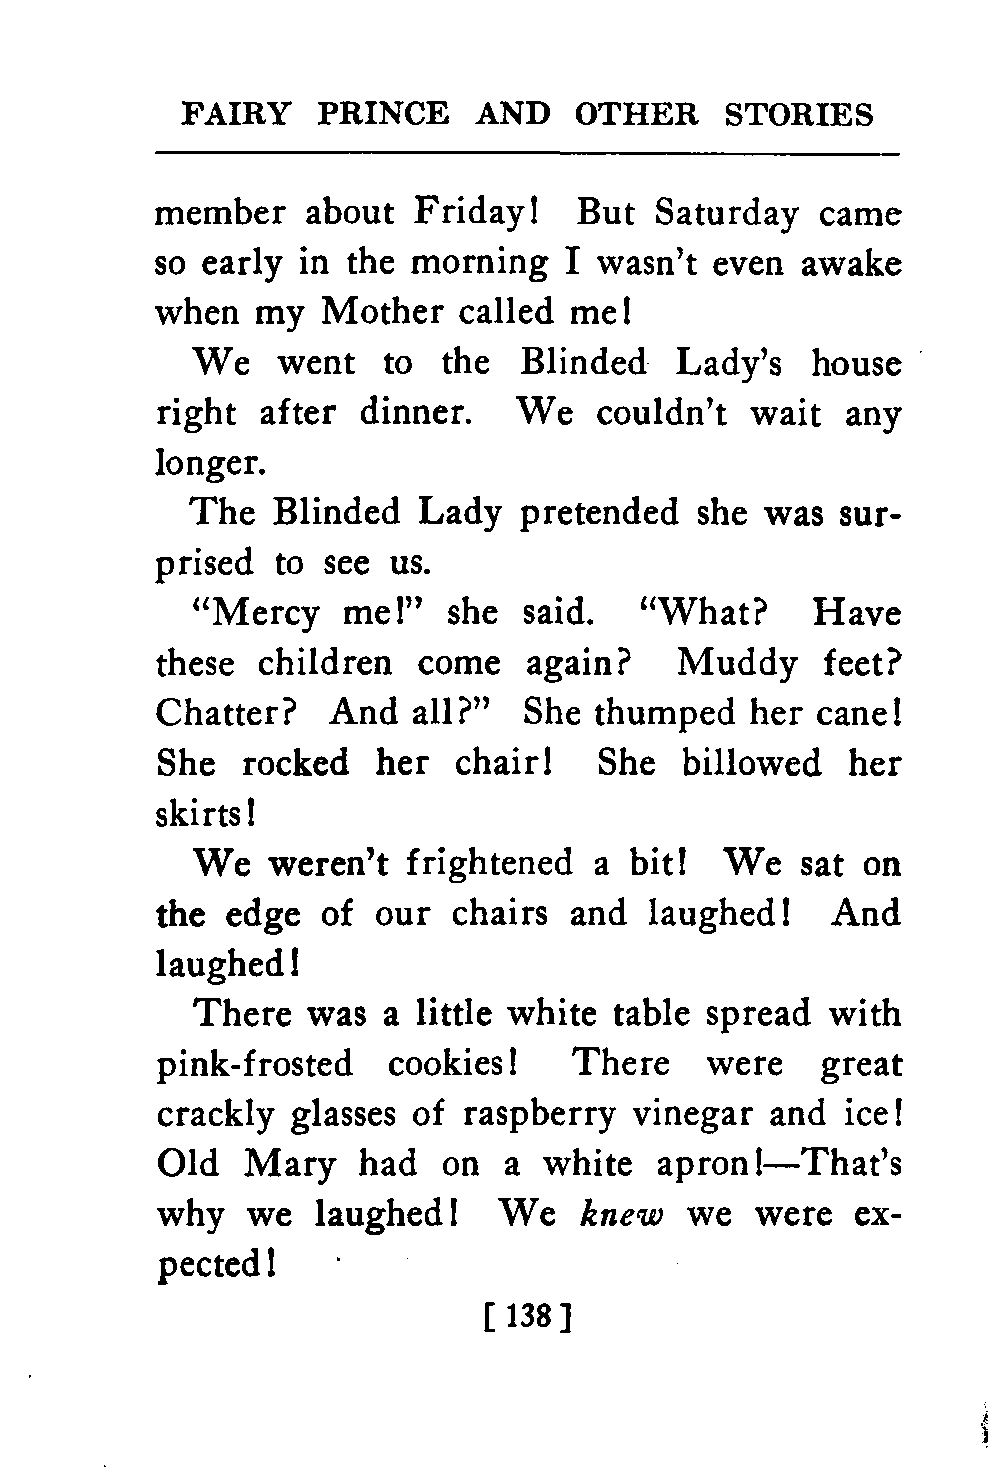 FAIRY PRINCE AND OTHER STORIES
member about Friday! But Saturday came
so early in the morning I wasn't even awake
when my Mother called me!
We went to the Blinded Lady's house
right after dinner. We couldn't wait any
longer.
The Blinded Lady pretended she was sur-
prised to see us.
“Mercy me!” she said. “What? Have
these children come again? Muddy feet?
Chatter? And all?” She thumped her cane!
She rocked her chair! She billowed her
skirts!
We weren't frightened a bit! We sat on
the edge of our chairs and laughed! And
laughed!
There was a little white table spread with
pink-frosted cookies! There were great
crackly glasses of raspberry vinegar and ice!
Old Mary had on a white apron!—That's
why we laughed! We knew we were ex-
pected!
[ 138 ]